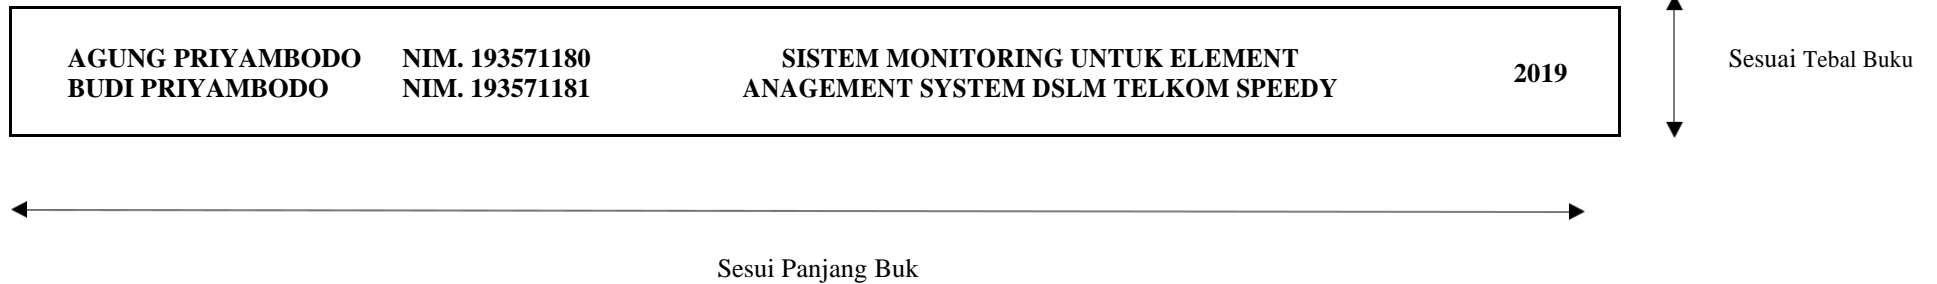 AGUNG PRIYAMBODO NIM. 193571180 SISTEM MONITORING UNTUK ELEMENT
BUDI PRIYAMBODO NIM. 193571181 ANAGEMENT SYSTEM DSLM TELKOM SPEEDY
2019
Sesuai Tebal Buku
Sesui Panjang Buk